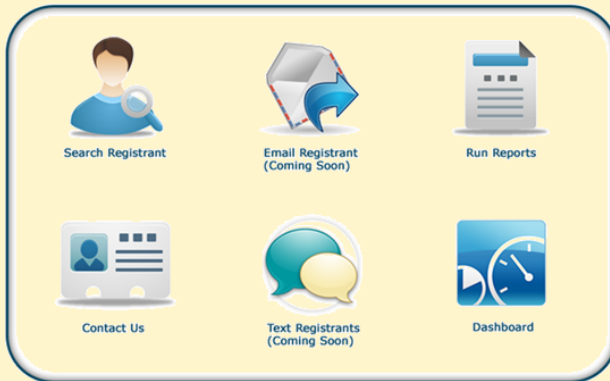 Search Registrant
Email Registrant
(Coming Soon)
Run Reports
Contact Us
Text Registrants
(Coming Soon)
Dashboard